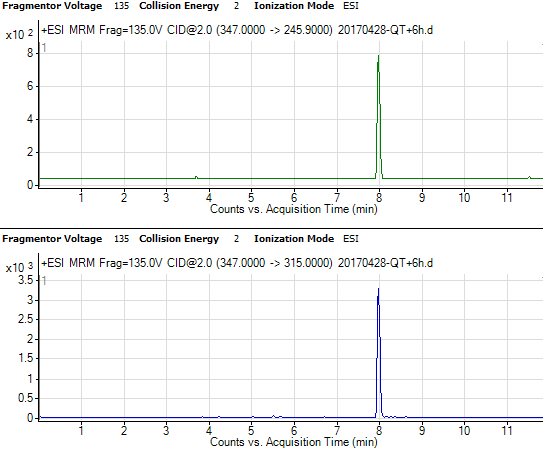 Fragmentor Voltage 135 Collision Energy 2 Ionization Mode ESI
x10 2
+ESI MRM Frag=135.0V CID@2.0 (347.0000 -> 245.9000) 20170428-QT+6h.d
1
8
6
4
2
0
1 2 3 4 5 6 7 8 9 10 11
Counts vs. Acquisition Time (min)
Fragmentor Voltage 135 Collision Energy 2 Ionization Mode ESI
x10 3
+ESI MRM Frag=135.0V CID@2.0 (347.0000 -> 315.0000) 20170428-QT+6h.d
1
3.5
3
2.5
2
1.5
1
0.5
0
1 2 3 4 5 6 7 8 9 10 11
Counts vs. Acquisition Time (min)